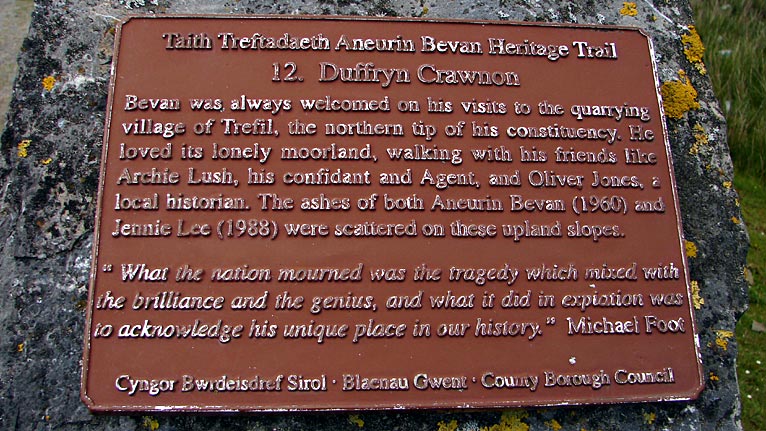 Taith Treftadaeth Aneurin Bevan Heritage Trail
12. Duffryn Crawnon
Bevan was always welcomed on his visits to the quarrying
village of Trefil, the northern tip of his constituency. He
loved its lonely moorland, walking with his friends like
Archie Lush, his confidant and Agent, and Oliver Jones, a
local historian. The ashes of both Aneurin Bevan (1960) and
Jennie Lee (1988) were scattered on these upland slopes.
" What the nation mourned was the tragedy which mixed with
the brilliance and the genius, and what it did in expiation was
to acknowledge his unique place in our history. " Michael Foot
Cyngor Bwrdeisdref Sirol · Blaenau Gwent · County Borough Council